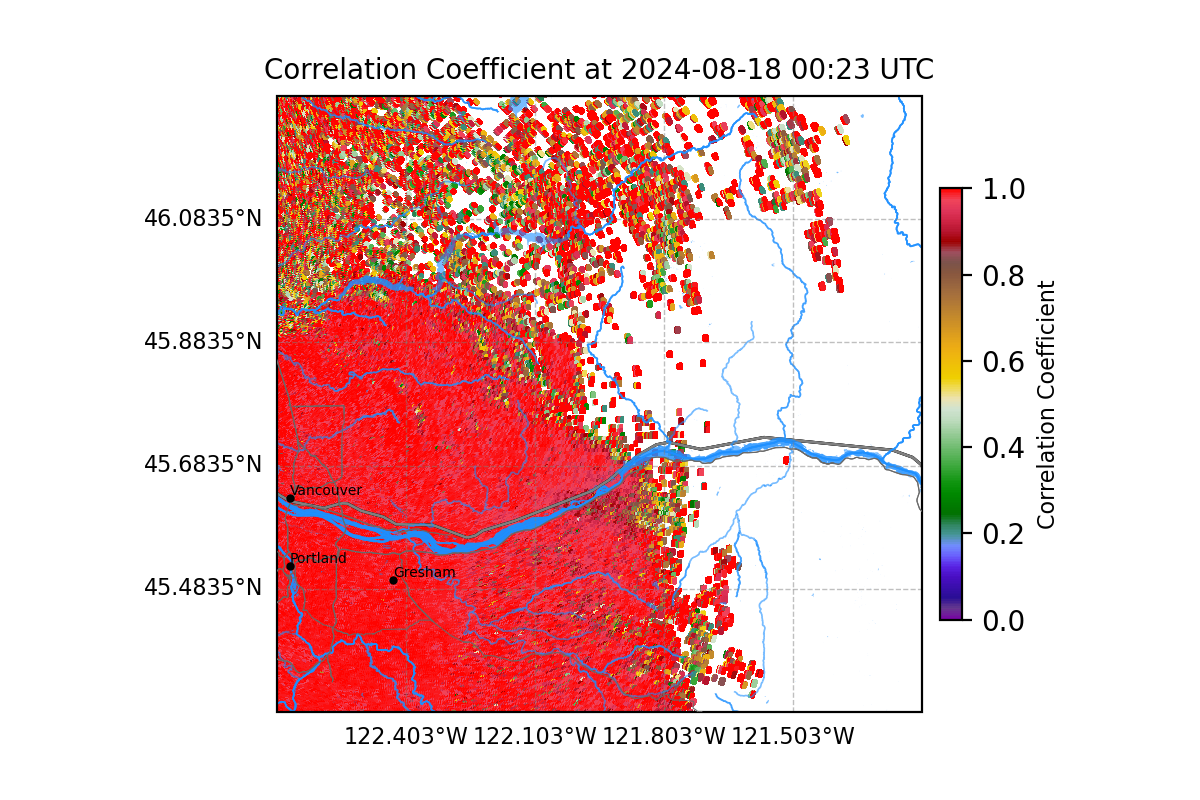 Correlation Coefficient at 2024-08-18 00:23 UTC
46.0835°N
45.8835°N
45.6835°N
45.4835°N
Vancouver
Portland
Gresham
122.403°W 122.103°W 121.803°W 121.503°W
1.0
0.8
0.6
0.4
0.2
0.0
Correlation Coefficient